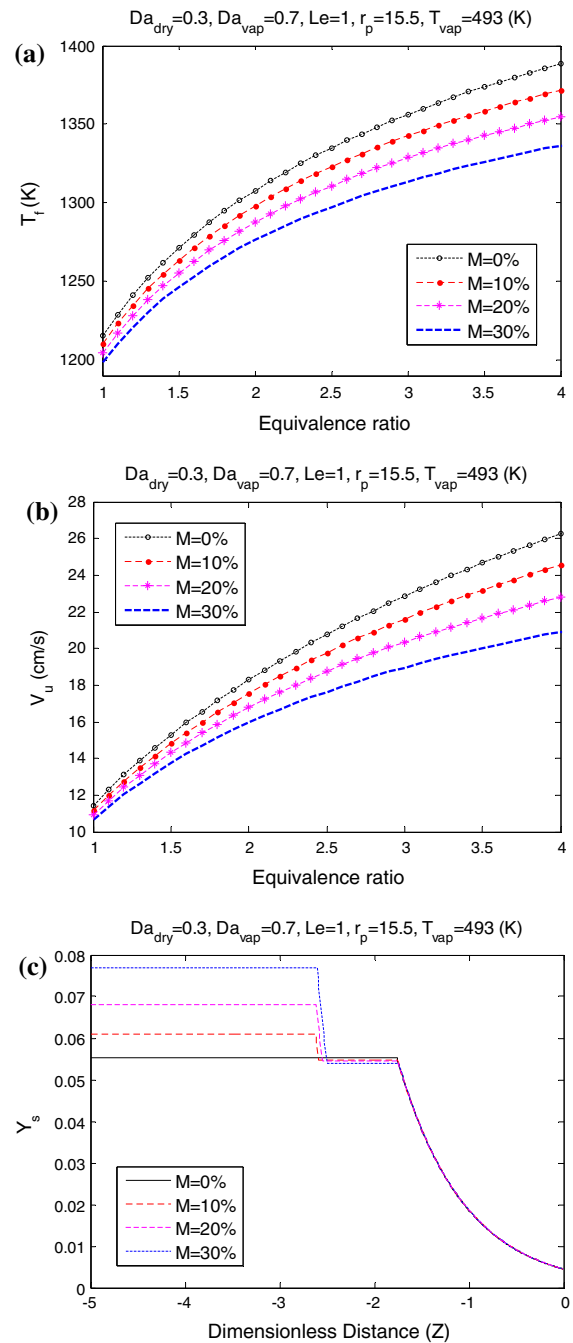 Da_dry=0.3, Da_vap=0.7, Le=1, r_p=15.5, T_vap=493 (K)
(a)
1400
1350
1300
1250
1200
T_f (K)
M=0%
M=10%
M=20%
M=30%
1 1.5 2 2.5 3 3.5 4
Equivalence ratio
Da_dry=0.3, Da_vap=0.7, Le=1, r_p=15.5, T_vap=493 (K)
(b)
28
26
24
22
20
18
16
14
12
10
V_u (cm/s)
M=0%
M=10%
M=20%
M=30%
1 1.5 2 2.5 3 3.5 4
Equivalence ratio
Da_dry=0.3, Da_vap=0.7, Le=1, r_p=15.5, T_vap=493 (K)
(c)
0.08
0.07
0.06
0.05
0.04
0.03
0.02
0.01
0
Y_s
M=0%
M=10%
M=20%
M=30%
-5 -4 -3 -2 -1 0
Dimensionless Distance (Z)